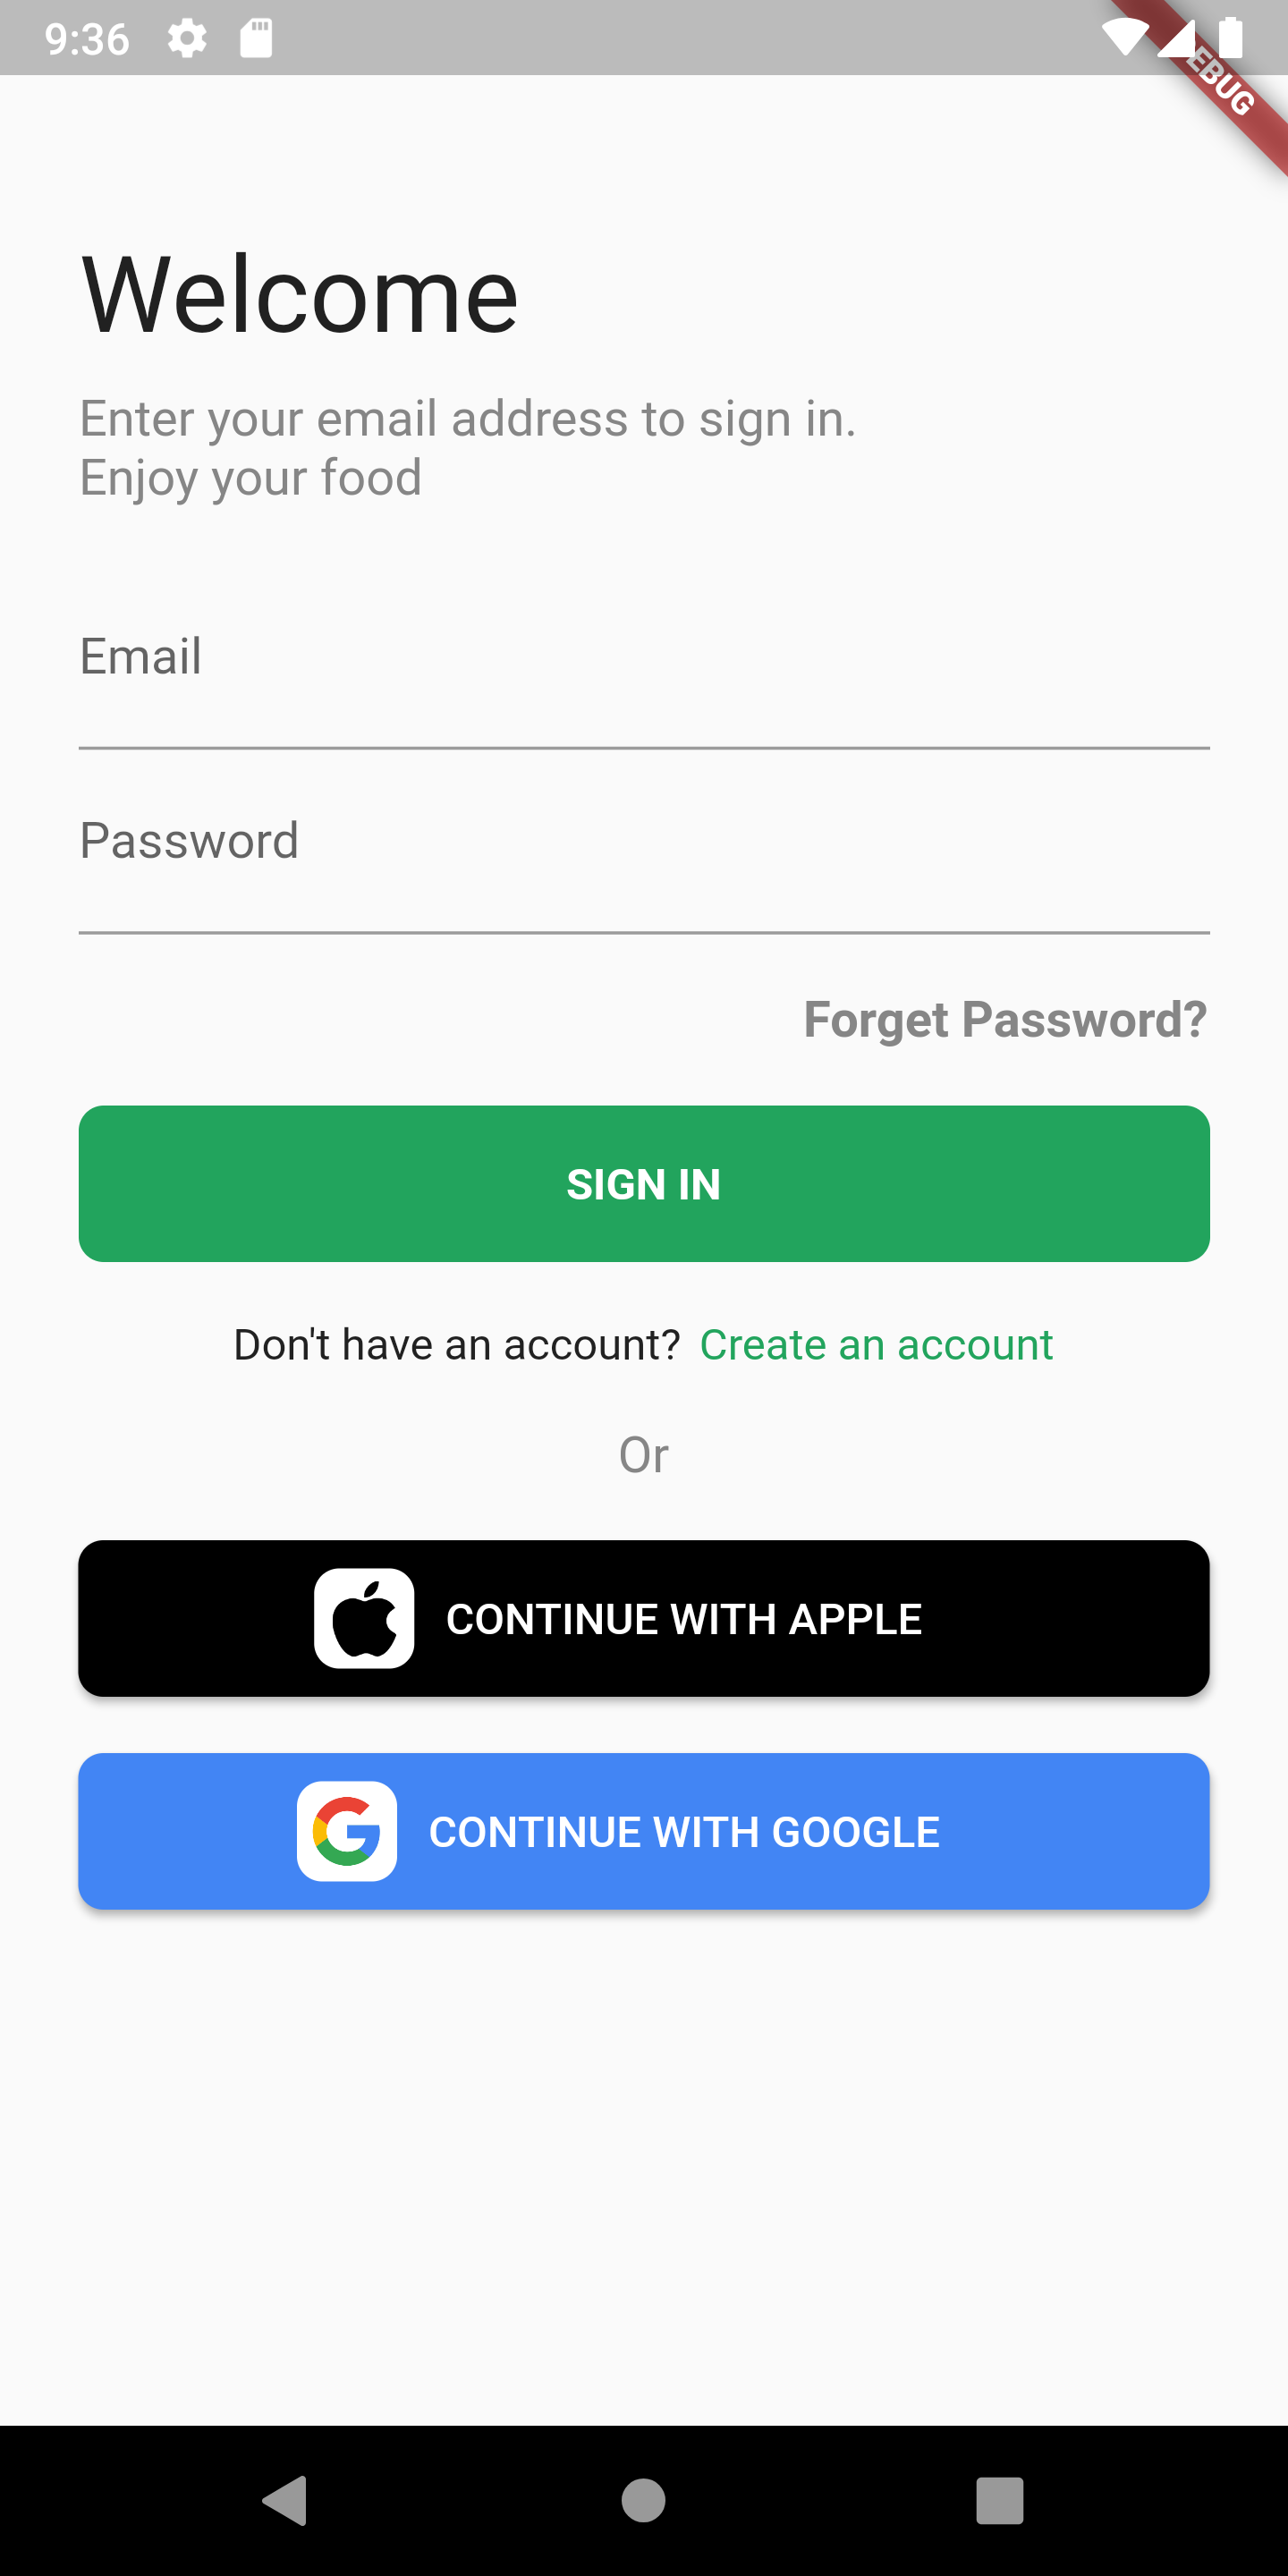 9:36
EBUG
Welcome
Enter your email address to sign in.
Enjoy your food
Email
Password
Forget Password?
SIGN IN
Don't have an account? Create an account
Or
CONTINUE WITH APPLE
CONTINUE WITH GOOGLE